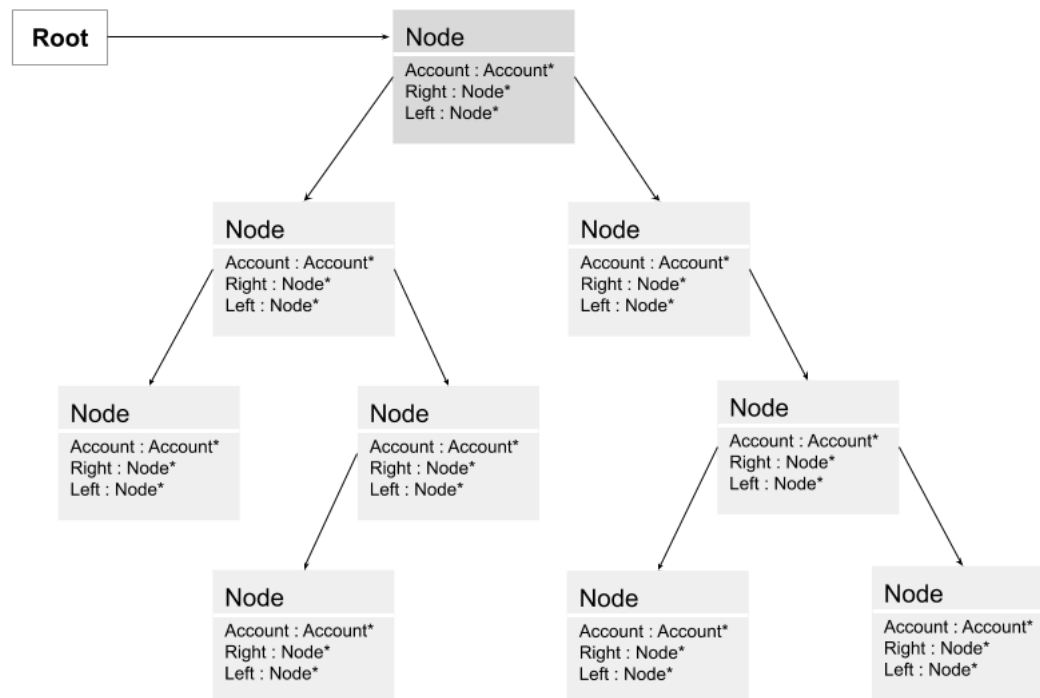 Root
Node
Account : Account*
Right : Node*
Left : Node*
Node
Account : Account*
Right : Node*
Left : Node*
Node
Account : Account*
Right : Node*
Left : Node*
Node
Account : Account*
Right : Node*
Left : Node*
Node
Account : Account*
Right : Node*
Left : Node*
Node
Account : Account*
Right : Node*
Left : Node*
Node
Account : Account*
Right : Node*
Left : Node*
Node
Account : Account*
Right : Node*
Left : Node*
Node
Account : Account*
Right : Node*
Left : Node*